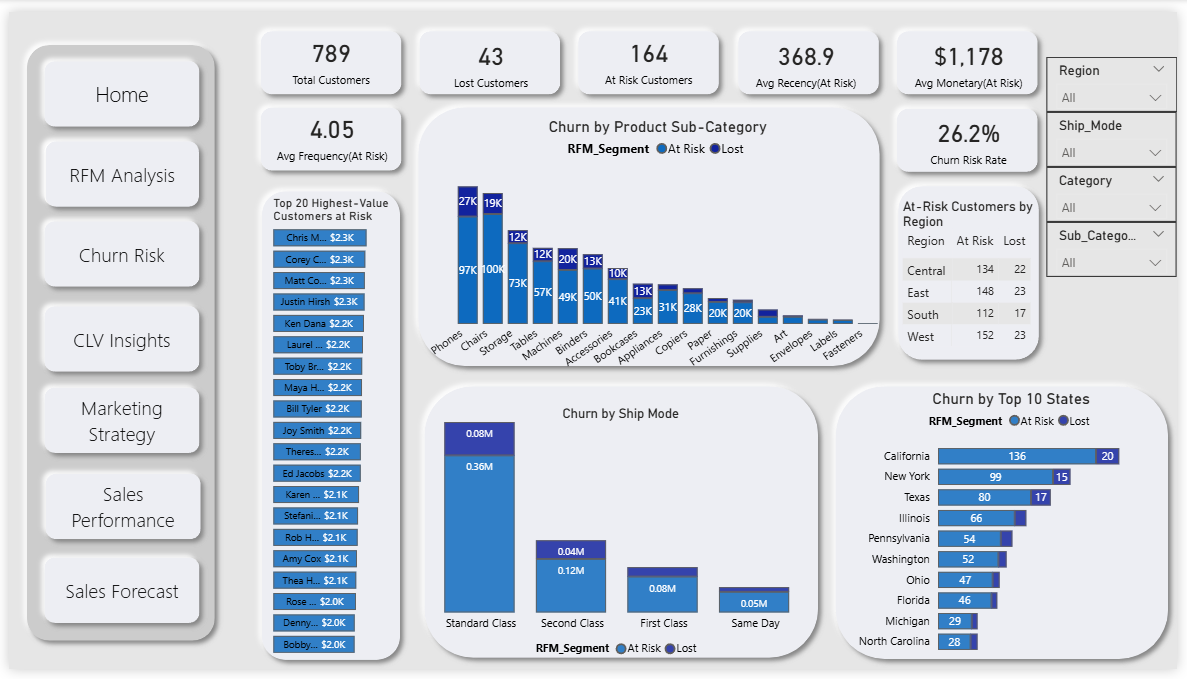 Home
RFM Analysis
Churn Risk
CLV Insights
Marketing
Strategy
Sales
Performance
Sales Forecast
789
Total Customers
43
Lost Customers
164
At Risk Customers
368.9
Avg Recency(At Risk)
$1,178
Avg Monetary(At Risk)
4.05
Avg Frequency(At Risk)
26.2%
Churn Risk Rate
Region
All
Ship_Mode
All
Category
All
Sub_Catego...
All
Top 20 Highest-Value
Customers at Risk
Chris M... $2.3K
Corey C... $2.3K
Matt Co... $2.3K
Justin Hirsh $2.3K
Ken Dana $2.2K
Laurel ... $2.2K
Toby Br... $2.2K
Maya H... $2.2K
Bill Tyler $2.2K
Joy Smith $2.2K
Theres... $2.2K
Ed Jacobs $2.2K
Karen ... $2.1K
Stefani... $2.1K
Rob H... $2.1K
Amy Cox $2.1K
Thea H... $2.1K
Rose ... $2.0K
Denny... $2.0K
Bobby... $2.0K
Churn by Product Sub-Category
RFM_Segment At Risk Lost
27K 19K 12K 12K 20K 13K 10K 13K
97K 100K 73K 57K 49K 50K 41K 23K 31K 28K 20K 20K
Phones Chairs Storage Tables Machines Binders Accessories Bookcases Appliances Copiers Paper Furnishings Supplies Art Envelopes Labels Fasteners
At-Risk Customers by
Region
Region At Risk Lost
Central 134 22
East 148 23
South 112 17
West 152 23
Churn by Ship Mode
0.08M
0.36M
0.04M
0.12M
0.08M
0.05M
Standard Class Second Class First Class Same Day
RFM_Segment At Risk Lost
Churn by Top 10 States
RFM_Segment At Risk Lost
California 136 20
New York 99 15
Texas 80 17
Illinois 66
Pennsylvania 54
Washington 52
Ohio 47
Florida 46
Michigan 29
North Carolina 28